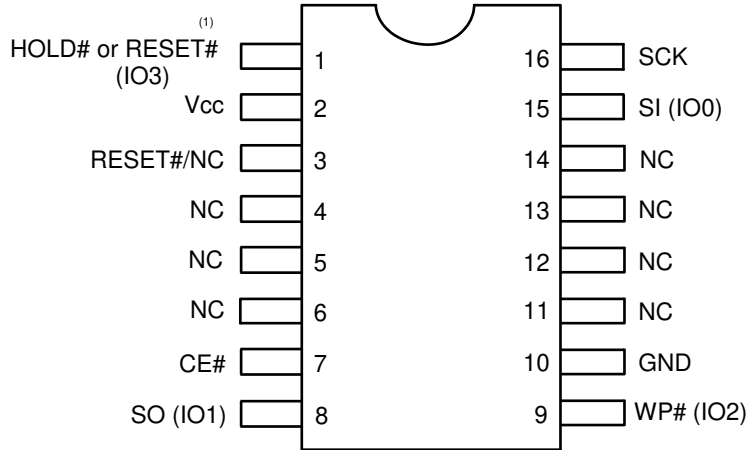 (1)
HOLD# or RESET#
(IO3)
1
16
SCK
Vcc
2
15
SI (IO0)
RESET#/NC
3
14
NC
NC
4
13
NC
NC
5
12
NC
NC
6
11
NC
CE#
7
10
GND
SO (IO1)
8
9
WP# (IO2)